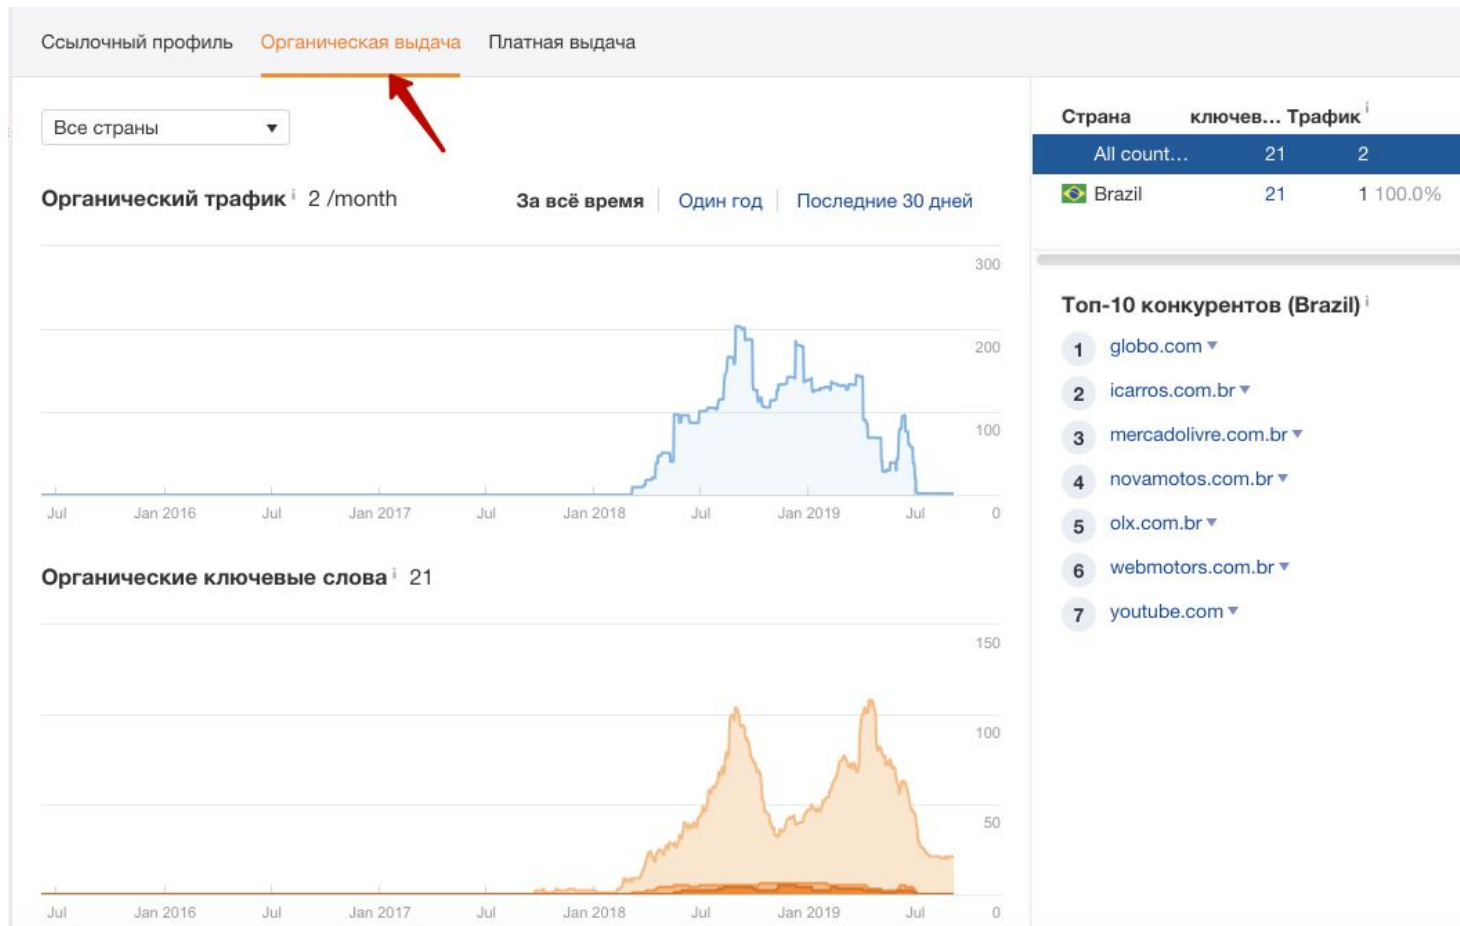 Ссылочный профиль Органическая выдача Платная выдача
Все страны
Органический трафик i 2 /month За всё время Один год Последние 30 дней
300
200
100
0
Jul Jan 2016 Jul Jan 2017 Jul Jan 2018 Jul Jan 2019 Jul
Органические ключевые слова i 21
150
100
50
0
Jul Jan 2016 Jul Jan 2017 Jul Jan 2018 Jul Jan 2019 Jul
Страна ключев... Трафик i
All count... 21 2
Brazil 21 1 100.0%
Топ-10 конкурентов (Brazil) i
1 globo.com
2 icarros.com.br
3 mercadolivre.com.br
4 novamotos.com.br
5 olx.com.br
6 webmotors.com.br
7 youtube.com